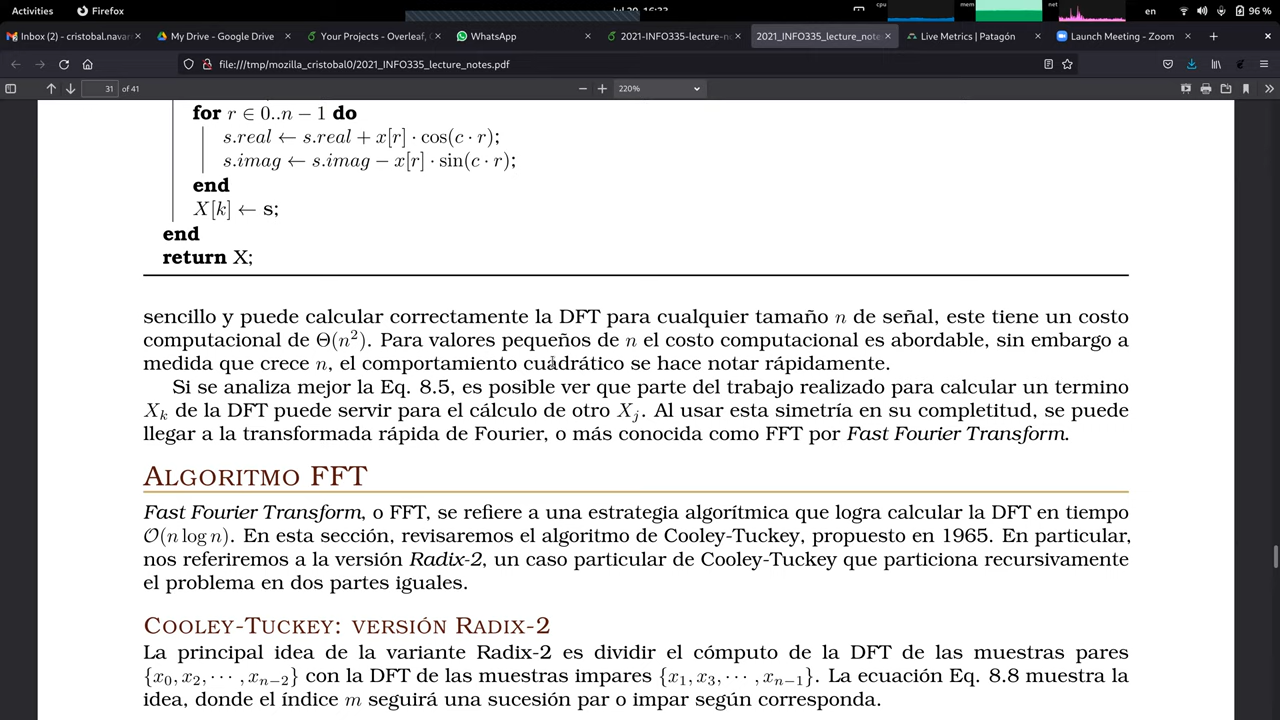 Activities Firefox cpu mem net en 96 %
Inbox (2) - cristobal.navar
My Drive - Google Drive
Your Projects - Overleaf,
WhatsApp
2021-INFO335-lecture-n
2021_INFO335_lecture_note
Live Metrics | Patagón
Launch Meeting - Zoom
file:///tmp/mozilla_cristobal0/2021_INFO335_lecture_notes.pdf
31 of 41 220%
for r ∈ 0..n − 1 do
s.real ← s.real + x[r] · cos(c · r);
s.imag ← s.imag − x[r] · sin(c · r);
end
X[k] ← s;
end
return X;
sencillo y puede calcular correctamente la DFT para cualquier tamaño n de señal, este tiene un costo
computacional de Θ(n²). Para valores pequeños de n el costo computacional es abordable, sin embargo a
medida que crece n, el comportamiento cuadrático se hace notar rápidamente.
Si se analiza mejor la Eq. 8.5, es posible ver que parte del trabajo realizado para calcular un termino
Xₖ de la DFT puede servir para el cálculo de otro Xⱼ. Al usar esta simetría en su completitud, se puede
llegar a la transformada rápida de Fourier, o más conocida como FFT por Fast Fourier Transform.
ALGORITMO FFT
Fast Fourier Transform, o FFT, se refiere a una estrategia algorítmica que logra calcular la DFT en tiempo
O(n log n). En esta sección, revisaremos el algoritmo de Cooley-Tuckey, propuesto en 1965. En particular,
nos referiremos a la versión Radix-2, un caso particular de Cooley-Tuckey que particiona recursivamente
el problema en dos partes iguales.
COOLEY-TUCKEY: VERSIÓN RADIX-2
La principal idea de la variante Radix-2 es dividir el cómputo de la DFT de las muestras pares
{x₀, x₂, · · · , xₙ₋₂} con la DFT de las muestras impares {x₁, x₃, · · · , xₙ₋₁}. La ecuación Eq. 8.8 muestra la
idea, donde el índice m seguirá una sucesión par o impar según corresponda.